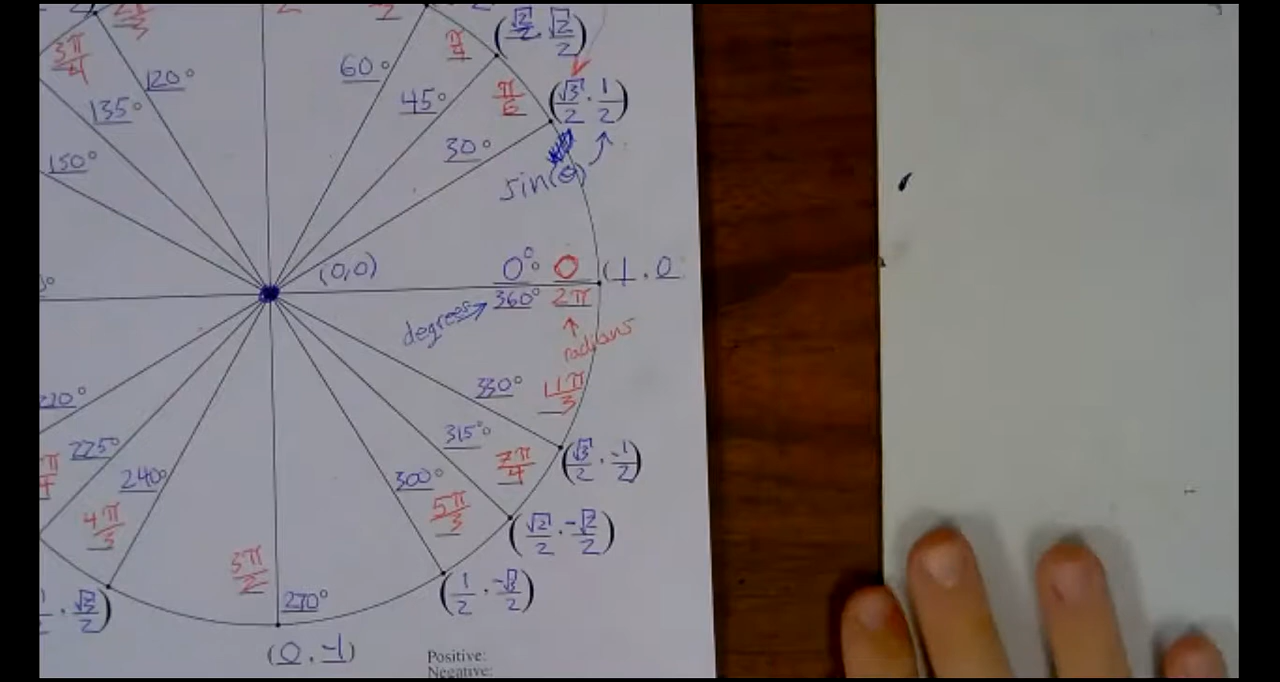 (√2/2, √2/2)
π/4
3π/4
60°
120°
(√3/2, 1/2)
π/6
45°
135°
30°
150°
sin(θ)
(0,0)
0° 0 (1, 0
360° 2π
degrees
radians
330° 11π/3
315°
225°
7π/4
(√3/2, -1/2)
300°
240°
5π/3
4π/3
(√2/2, -√2/2)
3π/2
270°
(1/2, -√3/2)
(0, -1)
Positive:
Negative: